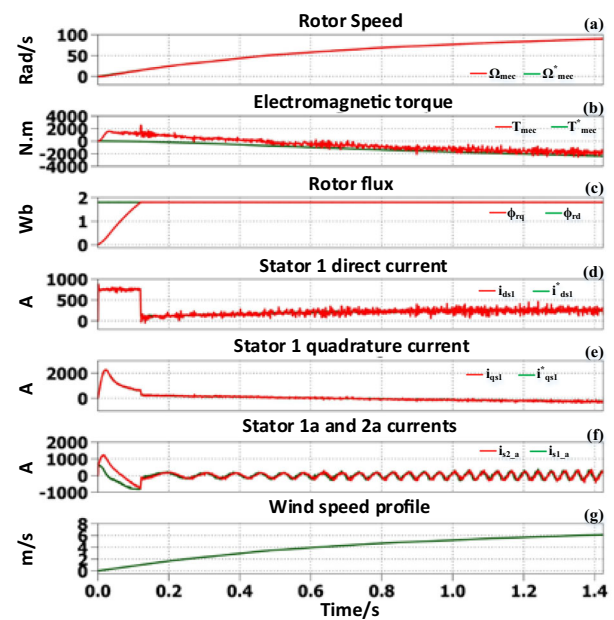 Rotor Speed
(a)
100
50
0
Rad/s
Ωmec Ω*mec
Electromagnetic torque
(b)
4000
2000
0
-2000
-4000
N.m
Tmec T*mec
Rotor flux
(c)
2
1
0
Wb
ϕrq ϕrd
Stator 1 direct current
(d)
1000
500
0
A
ids1 i*ds1
Stator 1 quadrature current
(e)
2000
0
A
iqs1 i*qs1
Stator 1a and 2a currents
(f)
2000
1000
0
-1000
A
is2_a is1_a
Wind speed profile
(g)
8
6
4
2
0
m/s
0.0 0.2 0.4 0.6 0.8 1.0 1.2 1.4
Time/s